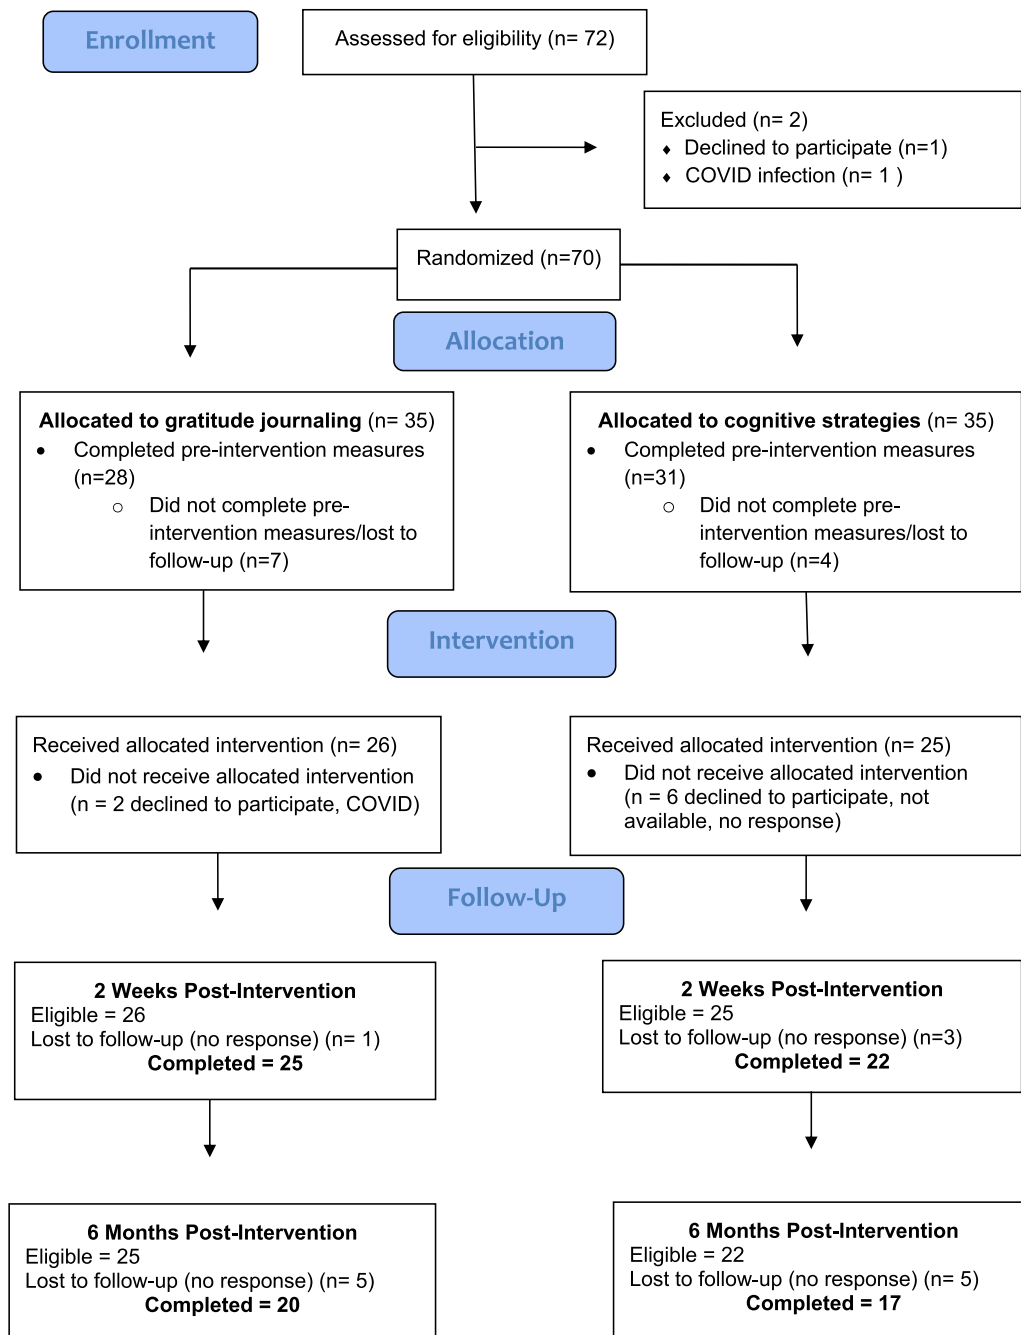 Enrollment
Assessed for eligibility (n= 72)
Excluded (n= 2)
♦ Declined to participate (n=1)
♦ COVID infection (n= 1 )
Randomized (n=70)
Allocation
Allocated to gratitude journaling (n= 35)
• Completed pre-intervention measures
(n=28)
o Did not complete pre-
intervention measures/lost to
follow-up (n=7)
Allocated to cognitive strategies (n= 35)
• Completed pre-intervention measures
(n=31)
o Did not complete pre-
intervention measures/lost to
follow-up (n=4)
Intervention
Received allocated intervention (n= 26)
• Did not receive allocated intervention
(n = 2 declined to participate, COVID)
Received allocated intervention (n= 25)
• Did not receive allocated intervention
(n = 6 declined to participate, not
available, no response)
Follow-Up
2 Weeks Post-Intervention
Eligible = 26
Lost to follow-up (no response) (n= 1)
Completed = 25
2 Weeks Post-Intervention
Eligible = 25
Lost to follow-up (no response) (n=3)
Completed = 22
6 Months Post-Intervention
Eligible = 25
Lost to follow-up (no response) (n= 5)
Completed = 20
6 Months Post-Intervention
Eligible = 22
Lost to follow-up (no response) (n= 5)
Completed = 17